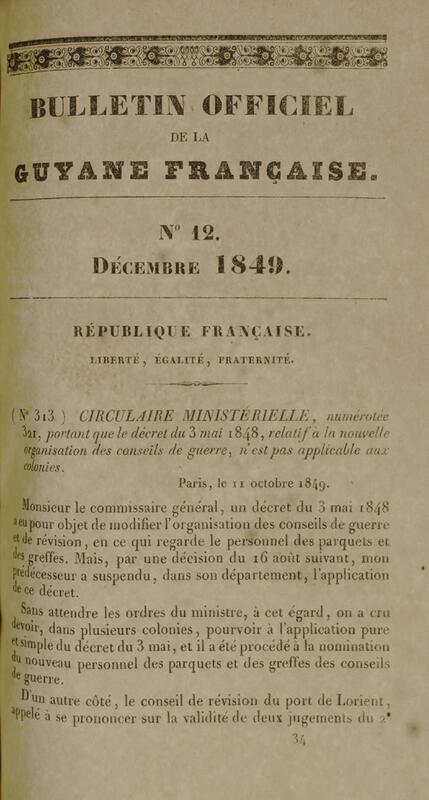 BULLETIN OFFICIEL
DE LA
GUYANE FRANÇAISE.
N° 12.
DÉCEMBRE 1849.
RÉPUBLIQUE FRANÇAISE.
LIBERTÉ, ÉGALITÉ, FRATERNITÉ.
(N° 313.) CIRCULAIRE MINISTÉRIELLE, numérotée
321, portant que le décret du 3 mai 1848, relatif à la nouvelle
organisation des conseils de guerre, n'est pas applicable aux
colonies.
Paris, le 11 octobre 1849.
Monsieur le commissaire général, un décret du 3 mai 1848
a eu pour objet de modifier l'organisation des conseils de guerre
et de révision, en ce qui regarde le personnel des parquets et
des greffes. Mais, par une décision du 16 août suivant, mon
prédécesseur a suspendu, dans son département, l'application
de ce décret.
Sans attendre les ordres du ministre, à cet égard, on a cru
devoir, dans plusieurs colonies, pourvoir à l'application pure
et simple du décret du 3 mai, et il a été procédé à la nomination
du nouveau personnel des parquets et des greffes des conseils
de guerre.
D'un autre côté, le conseil de révision du port de Lorient,
appelé à se prononcer sur la validité de deux jugements du 2°
34